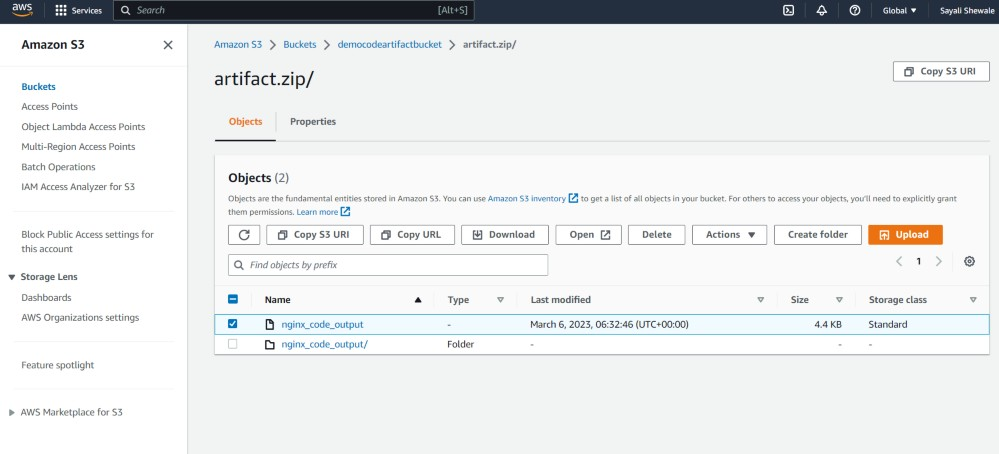 aws
Services
Search
[Alt+S]
Global
Sayali Shewale
Amazon S3
Buckets
Access Points
Object Lambda Access Points
Multi-Region Access Points
Batch Operations
IAM Access Analyzer for S3
Block Public Access settings for
this account
Storage Lens
Dashboards
AWS Organizations settings
Feature spotlight
AWS Marketplace for S3
Amazon S3 > Buckets > democodeartifactbucket > artifact.zip/
artifact.zip/
Copy S3 URI
Objects
Properties
Objects (2)
Objects are the fundamental entities stored in Amazon S3. You can use Amazon S3 inventory to get a list of all objects in your bucket. For others to access your objects, you'll need to explicitly grant
them permissions. Learn more
Copy S3 URI
Copy URL
Download
Open
Delete
Actions
Create folder
Upload
Find objects by prefix
< 1 >
Name Type Last modified Size Storage class
nginx_code_output - March 6, 2023, 06:32:46 (UTC+00:00) 4.4 KB Standard
nginx_code_output/ Folder - - -